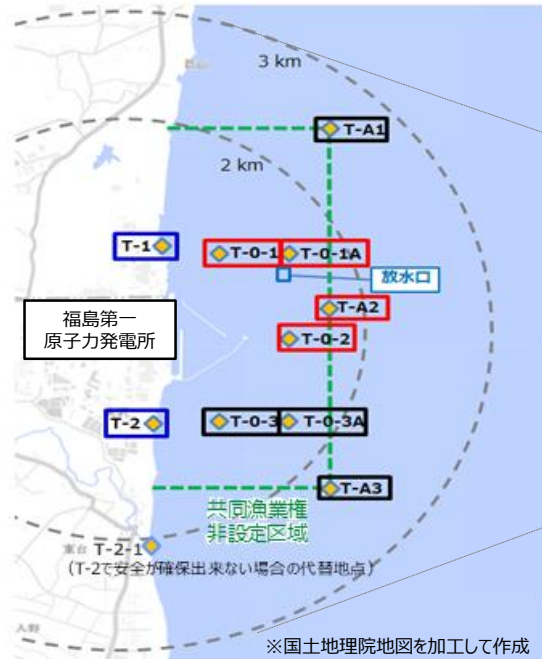 3 km
T-A1
2 km
T-1
T-0-1
T-0-1A
放水口
福島第一
原子力発電所
T-A2
T-0-2
T-2
T-0-3
T-0-3A
T-A3
共同漁業権
非設定区域
T-2-1
(T-2で安全が確保出来ない場合の代替地点)
※国土地理院地図を加工して作成